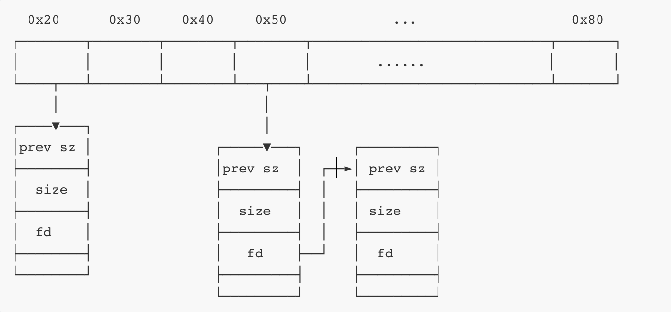 0x20 0x30 0x40 0x50 ... 0x80
......
prev sz
prev sz prev sz
size
size size
fd
fd fd